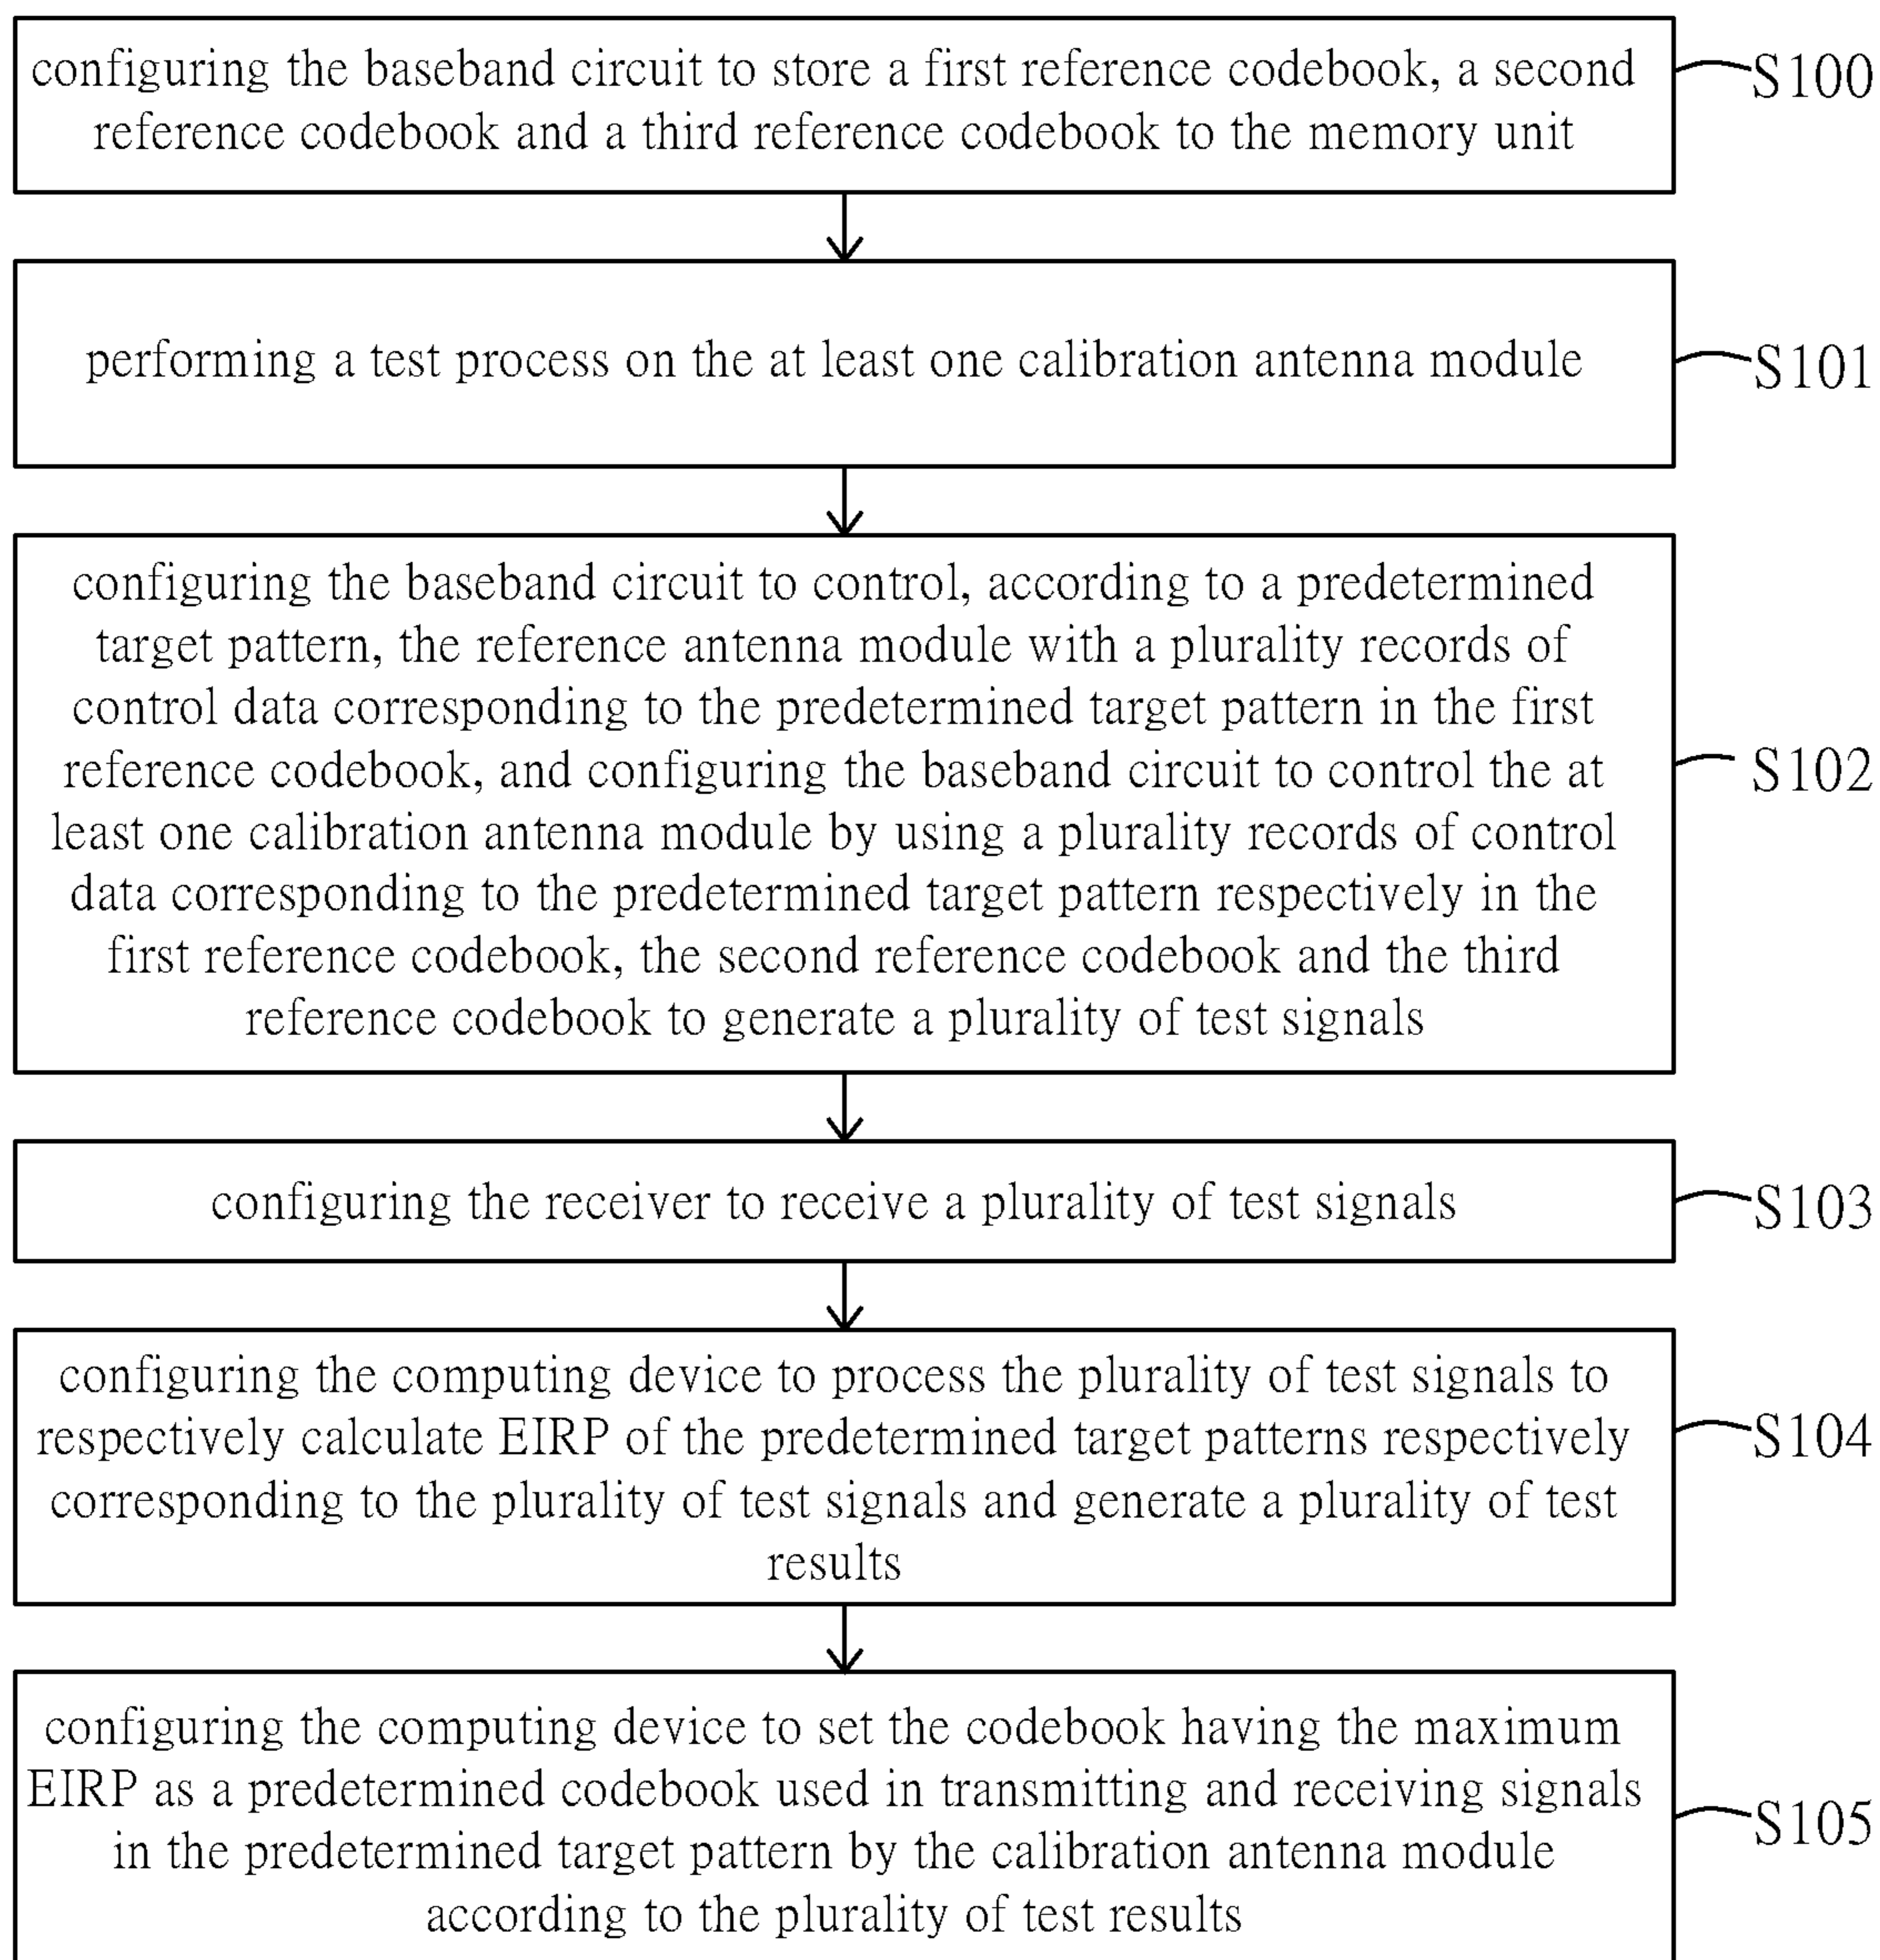 configuring the baseband circuit to store a first reference codebook, a second
reference codebook and a third reference codebook to the memory unit
S100
performing a test process on the at least one calibration antenna module
S101
configuring the baseband circuit to control, according to a predetermined
target pattern, the reference antenna module with a plurality records of
control data corresponding to the predetermined target pattern in the first
reference codebook, and configuring the baseband circuit to control the at
least one calibration antenna module by using a plurality records of control
data corresponding to the predetermined target pattern respectively in the
first reference codebook, the second reference codebook and the third
reference codebook to generate a plurality of test signals
S102
configuring the receiver to receive a plurality of test signals
S103
configuring the computing device to process the plurality of test signals to
respectively calculate EIRP of the predetermined target patterns respectively
corresponding to the plurality of test signals and generate a plurality of test
results
S104
configuring the computing device to set the codebook having the maximum
EIRP as a predetermined codebook used in transmitting and receiving signals
in the predetermined target pattern by the calibration antenna module
according to the plurality of test results
S105